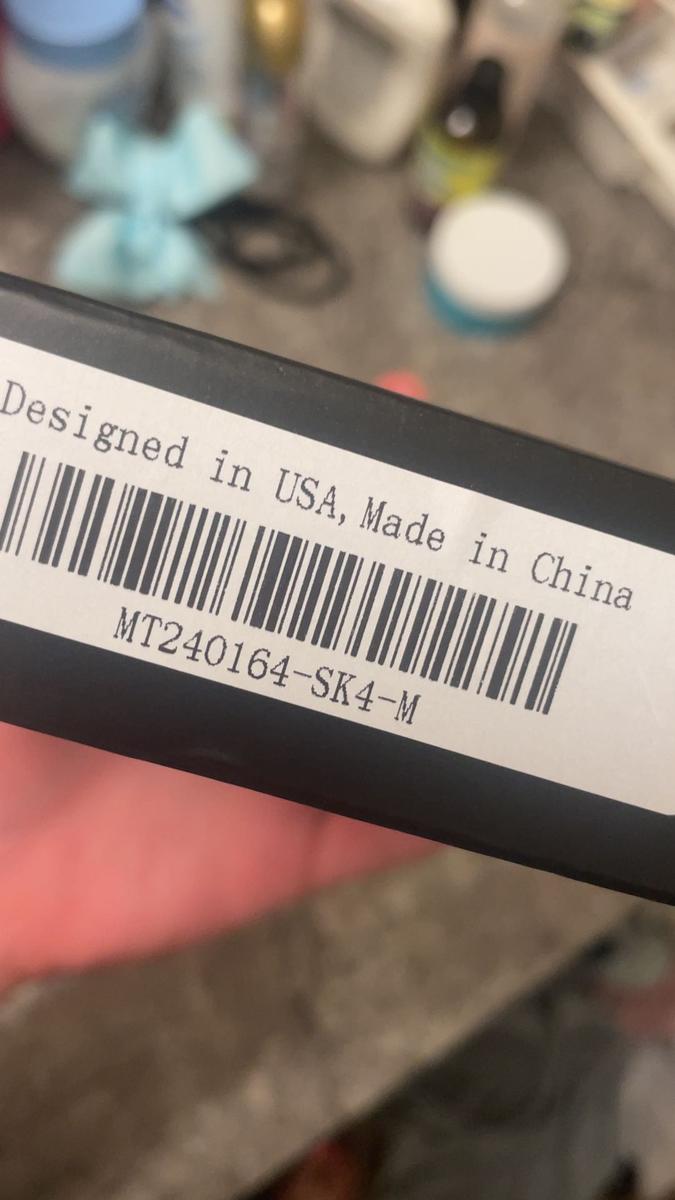 Designed in USA, Made in China
MT240164-SK4-M